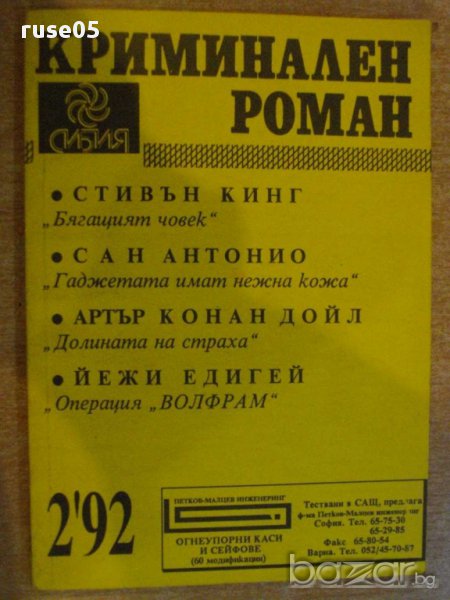 ruse05
КРИМИНАЛЕН
РОМАН
СИБИЯ
• СТИВЪН КИНГ
„Бягащият човек“
• САН АНТОНИО
„Гаджетата имат нежна кожа“
• АРТЪР КОНАН ДОЙЛ
„Долината на страха“
• ЙЕЖИ ЕДИГЕЙ
„Операция „ВОЛФРАМ“
2'92
ПЕТКОВ-МАЛЦЕВ ИНЖЕНЕРИНГ
ОГНЕУПОРНИ КАСИ
И СЕЙФОВЕ
(60 модификации)
Тествани в САЩ, предлага
ф-ма Петков-Малцев инженеринг
София. Тел. 65-75-30
65-29-85
Факс 65-80-54
Варна. Тел. 052/45-70-87
bazar.bg